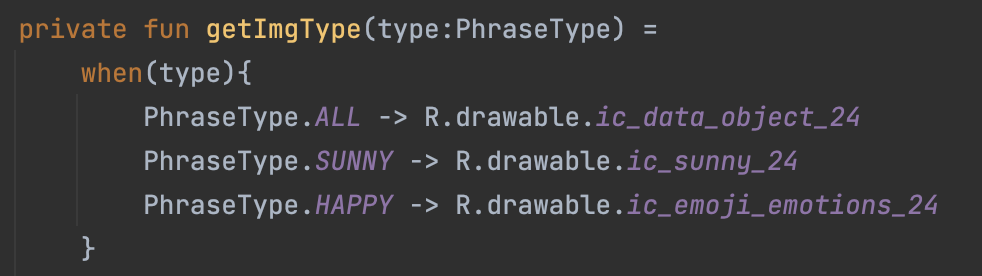 private fun getImgType(type:PhraseType) =
when(type){
PhraseType.ALL -> R.drawable.ic_data_object_24
PhraseType.SUNNY -> R.drawable.ic_sunny_24
PhraseType.HAPPY -> R.drawable.ic_emoji_emotions_24
}